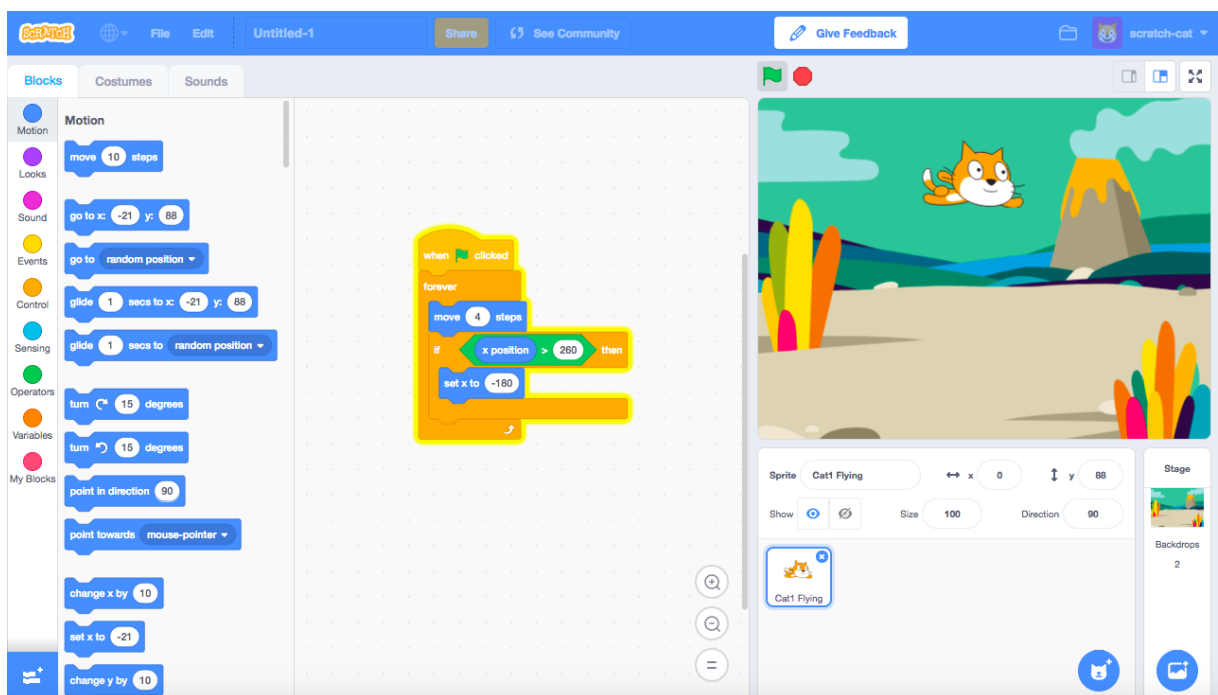 SCRATCH File Edit Untitled-1 Share See Community Give Feedback scratch-cat
Blocks Costumes Sounds
Motion
Looks
Sound
Events
Control
Sensing
Operators
Variables
My Blocks
Motion
move 10 steps
go to x: -21 y: 88
go to random position
glide 1 secs to x: -21 y: 88
glide 1 secs to random position
turn 15 degrees
turn 15 degrees
point in direction 90
point towards mouse-pointer
change x by 10
set x to -21
change y by 10
when clicked
forever
move 4 steps
if x position > 260 then
set x to -180
Sprite Cat1 Flying x 0 y 88
Show Size 100 Direction 90
Cat1 Flying
Stage
Backdrops
2